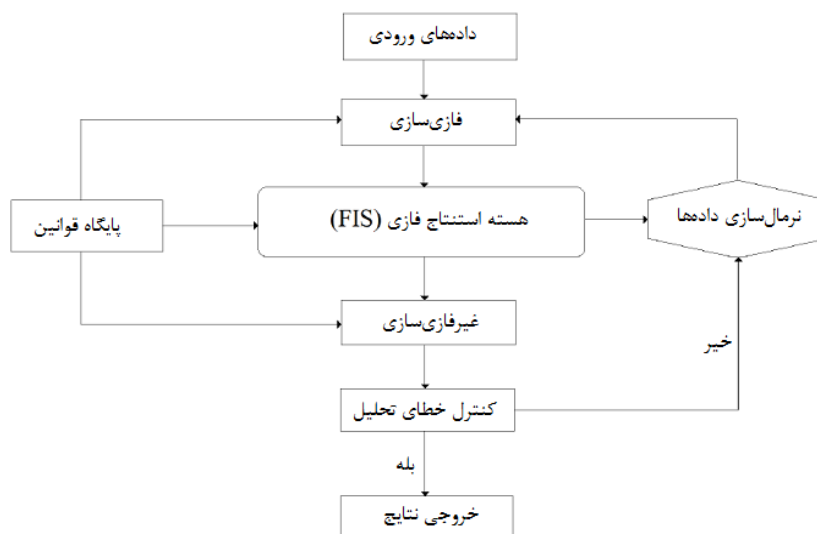 داده‌های ورودی
فازی‌سازی
هسته استنتاج فازی (FIS)
نرمال‌سازی داده‌ها
پایگاه قوانین
غیرفازی‌سازی
خیر
کنترل خطای تحلیل
بله
خروجی نتایج